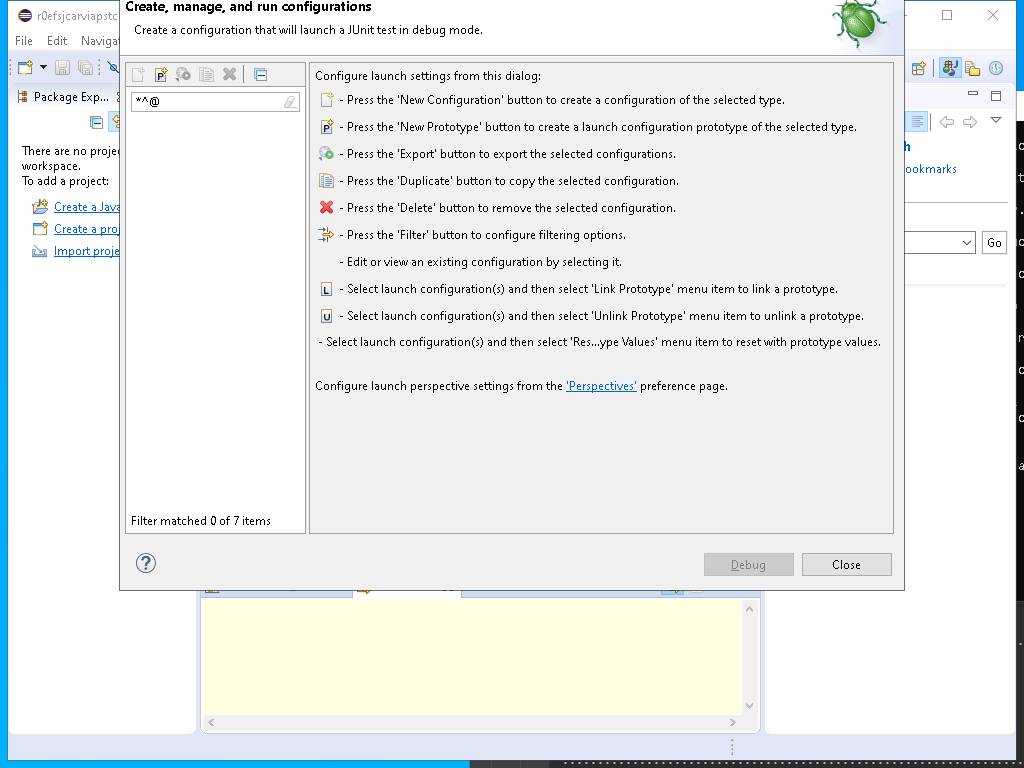 r0efsjcarviapstc
Create, manage, and run configurations
Create a configuration that will launch a JUnit test in debug mode.
File Edit Naviga
Package Exp...
*^@
Configure launch settings from this dialog:
- Press the 'New Configuration' button to create a configuration of the selected type.
- Press the 'New Prototype' button to create a launch configuration prototype of the selected type.
- Press the 'Export' button to export the selected configurations.
- Press the 'Duplicate' button to copy the selected configuration.
- Press the 'Delete' button to remove the selected configuration.
- Press the 'Filter' button to configure filtering options.
- Edit or view an existing configuration by selecting it.
L - Select launch configuration(s) and then select 'Link Prototype' menu item to link a prototype.
U - Select launch configuration(s) and then select 'Unlink Prototype' menu item to unlink a prototype.
- Select launch configuration(s) and then select 'Res...ype Values' menu item to reset with prototype values.
Configure launch perspective settings from the 'Perspectives' preference page.
There are no proje
workspace.
To add a project:
Create a Java
Create a proj
Import proje
h
ookmarks
Go
Filter matched 0 of 7 items
?
Debug
Close